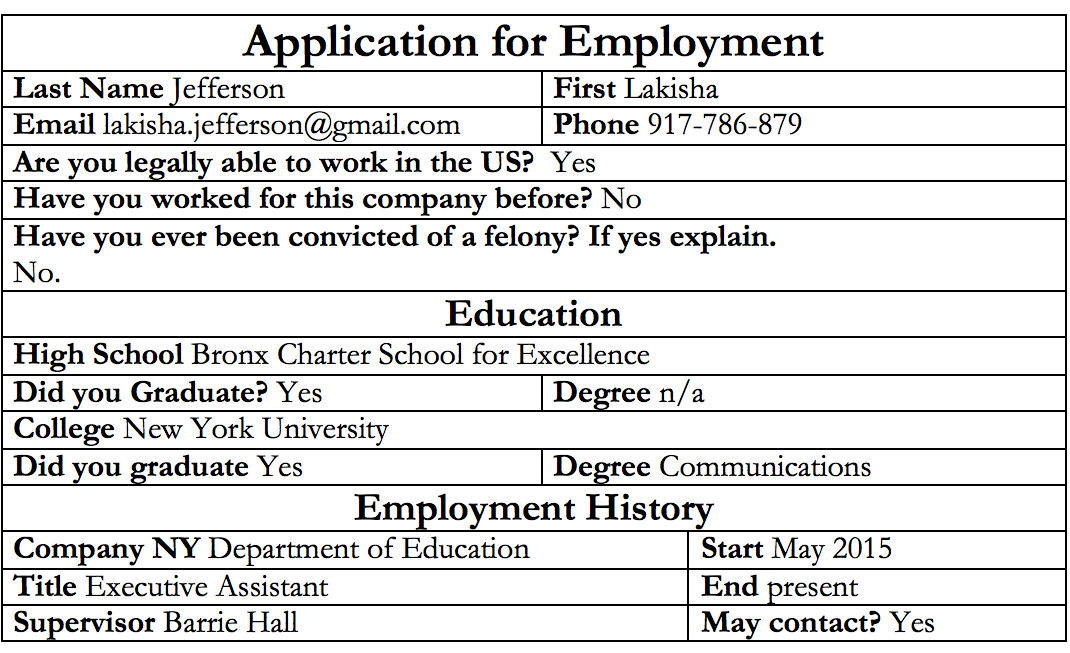 Application for Employment
Last Name Jefferson First Lakisha
Email lakisha.jefferson@gmail.com Phone 917-786-879
Are you legally able to work in the US? Yes
Have you worked for this company before? No
Have you ever been convicted of a felony? If yes explain.
No.
Education
High School Bronx Charter School for Excellence
Did you Graduate? Yes Degree n/a
College New York University
Did you graduate Yes Degree Communications
Employment History
Company NY Department of Education Start May 2015
Title Executive Assistant End present
Supervisor Barrie Hall May contact? Yes